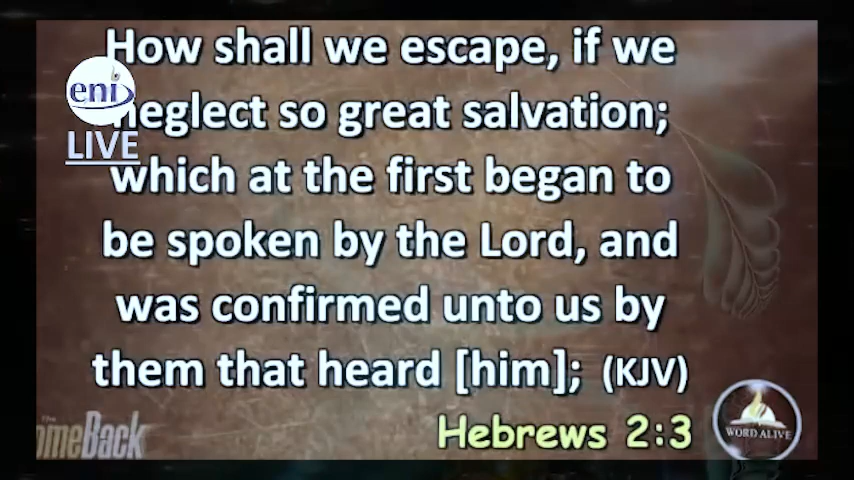 How shall we escape, if we
neglect so great salvation;
which at the first began to
be spoken by the Lord, and
was confirmed unto us by
them that heard [him]; (KJV)
Hebrews 2:3
eni
LIVE
The
omeBack
WORD ALIVE